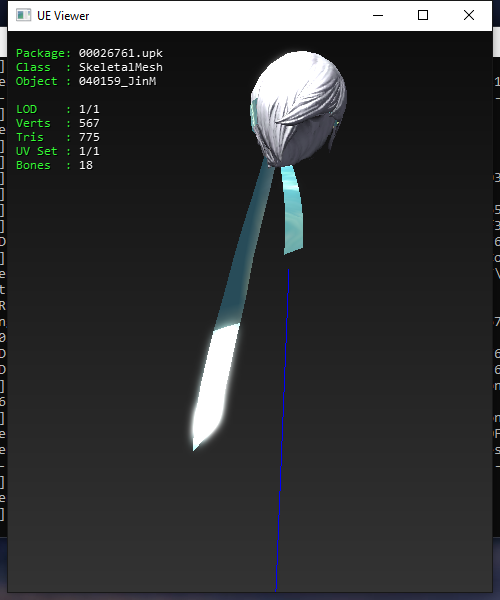 UE Viewer
Package: 00026761.upk
Class : SkeletalMesh
Object : 040159_JinM
LOD : 1/1
Verts : 567
Tris : 775
UV Set : 1/1
Bones : 18